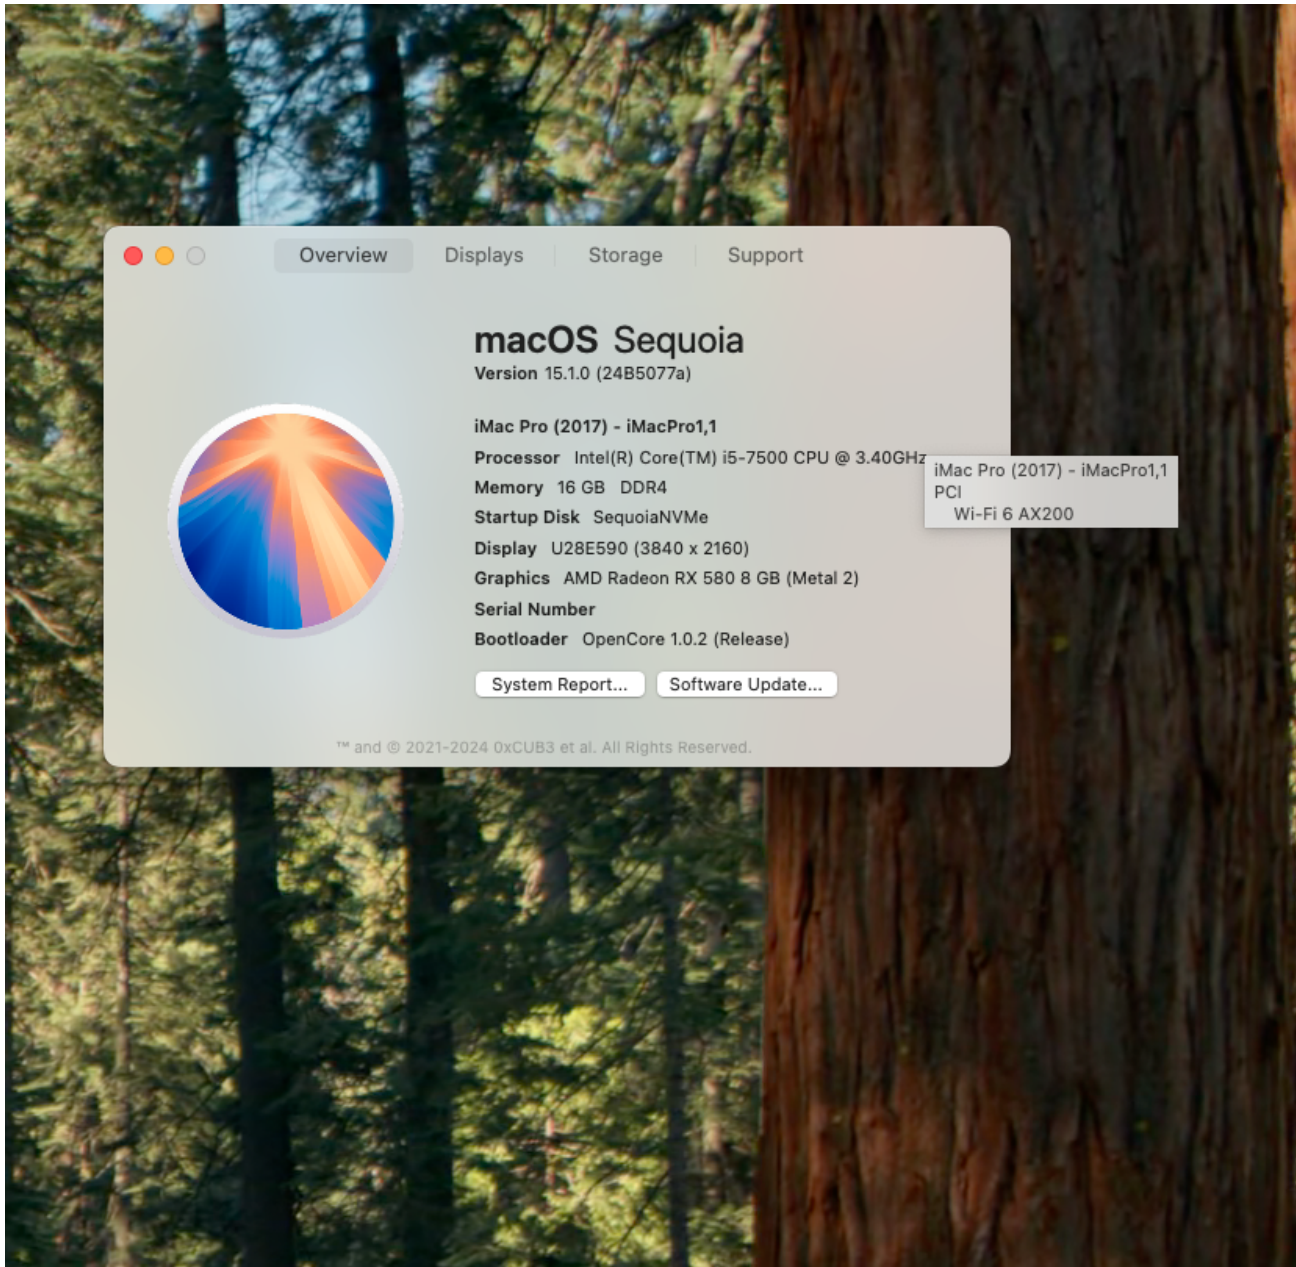 Overview Displays Storage Support
macOS Sequoia
Version 15.1.0 (24B5077a)
iMac Pro (2017) - iMacPro1,1
Processor Intel(R) Core(TM) i5-7500 CPU @ 3.40GHz
Memory 16 GB DDR4
Startup Disk SequoiaNVMe
Display U28E590 (3840 x 2160)
Graphics AMD Radeon RX 580 8 GB (Metal 2)
Serial Number
Bootloader OpenCore 1.0.2 (Release)
System Report... Software Update...
™ and © 2021-2024 0xCUB3 et al. All Rights Reserved.
iMac Pro (2017) - iMacPro1,1
PCI
Wi-Fi 6 AX200